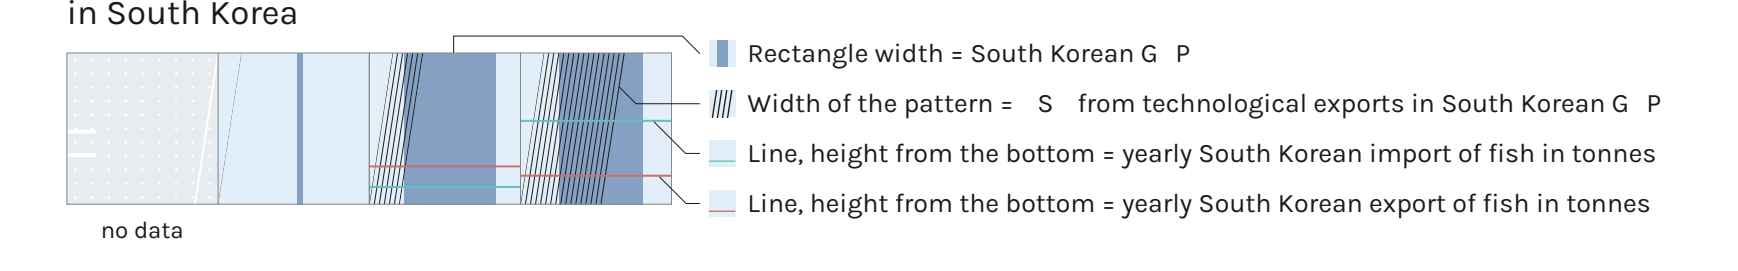 in South Korea
Rectangle width = South Korean G P
Width of the pattern = S from technological exports in South Korean G P
Line, height from the bottom = yearly South Korean import of fish in tonnes
Line, height from the bottom = yearly South Korean export of fish in tonnes
no data